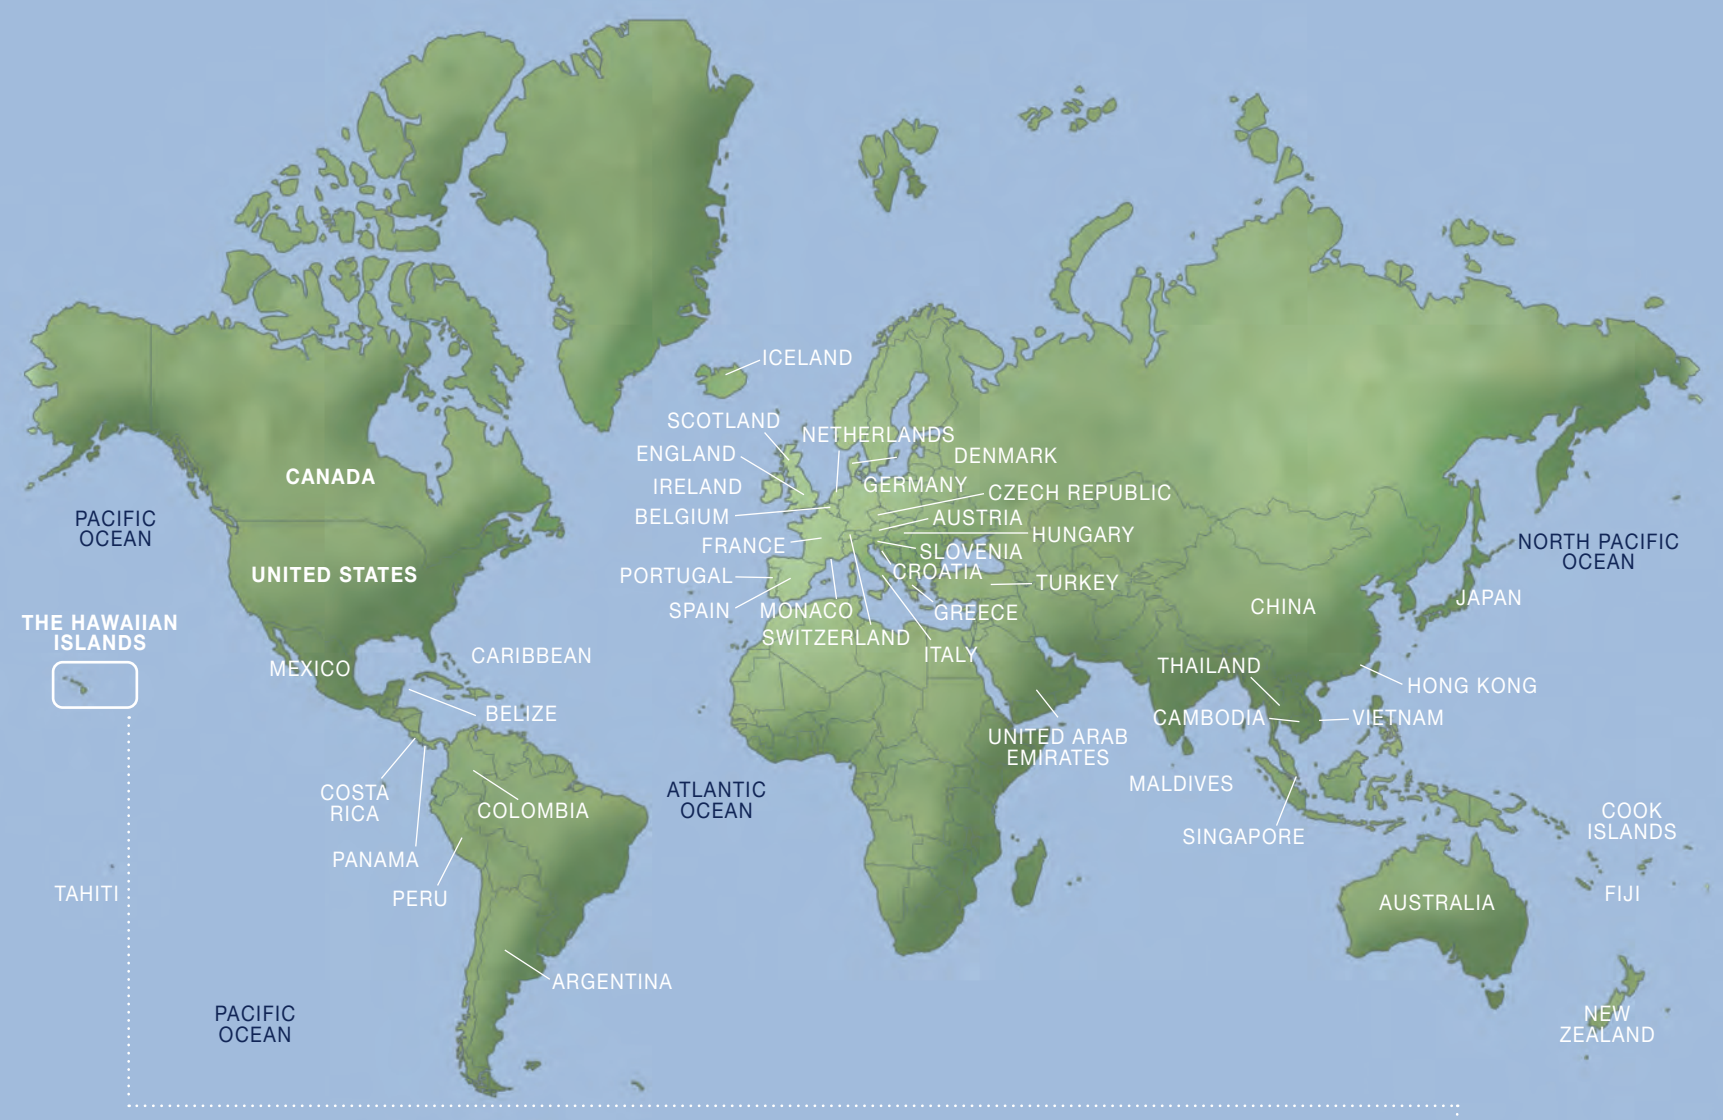 ICELAND
SCOTLAND
NETHERLANDS
ENGLAND
DENMARK
CANADA
IRELAND
GERMANY
CZECH REPUBLIC
PACIFIC
OCEAN
BELGIUM
AUSTRIA
HUNGARY
FRANCE
SLOVENIA
NORTH PACIFIC
OCEAN
UNITED STATES
PORTUGAL
CROATIA
TURKEY
SPAIN
MONACO
GREECE
CHINA
JAPAN
THE HAWAIIAN
ISLANDS
SWITZERLAND
ITALY
MEXICO
CARIBBEAN
THAILAND
HONG KONG
BELIZE
CAMBODIA
VIETNAM
UNITED ARAB
EMIRATES
MALDIVES
COSTA
RICA
COLOMBIA
ATLANTIC
OCEAN
SINGAPORE
COOK
ISLANDS
PANAMA
PERU
TAHITI
AUSTRALIA
FIJI
ARGENTINA
PACIFIC
OCEAN
NEW
ZEALAND